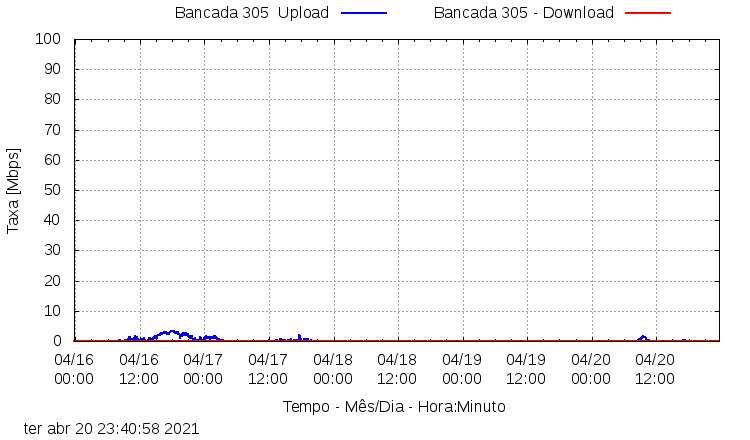 Bancada 305  Upload
Bancada 305 - Download
100
90
80
70
60
50
40
30
20
10
0
Taxa [Mbps]
04/16 04/16 04/17 04/17 04/18 04/18 04/19 04/19 04/20 04/20
00:00 12:00 00:00 12:00 00:00 12:00 00:00 12:00 00:00 12:00
Tempo - Mês/Dia - Hora:Minuto
ter abr 20 23:40:58 2021